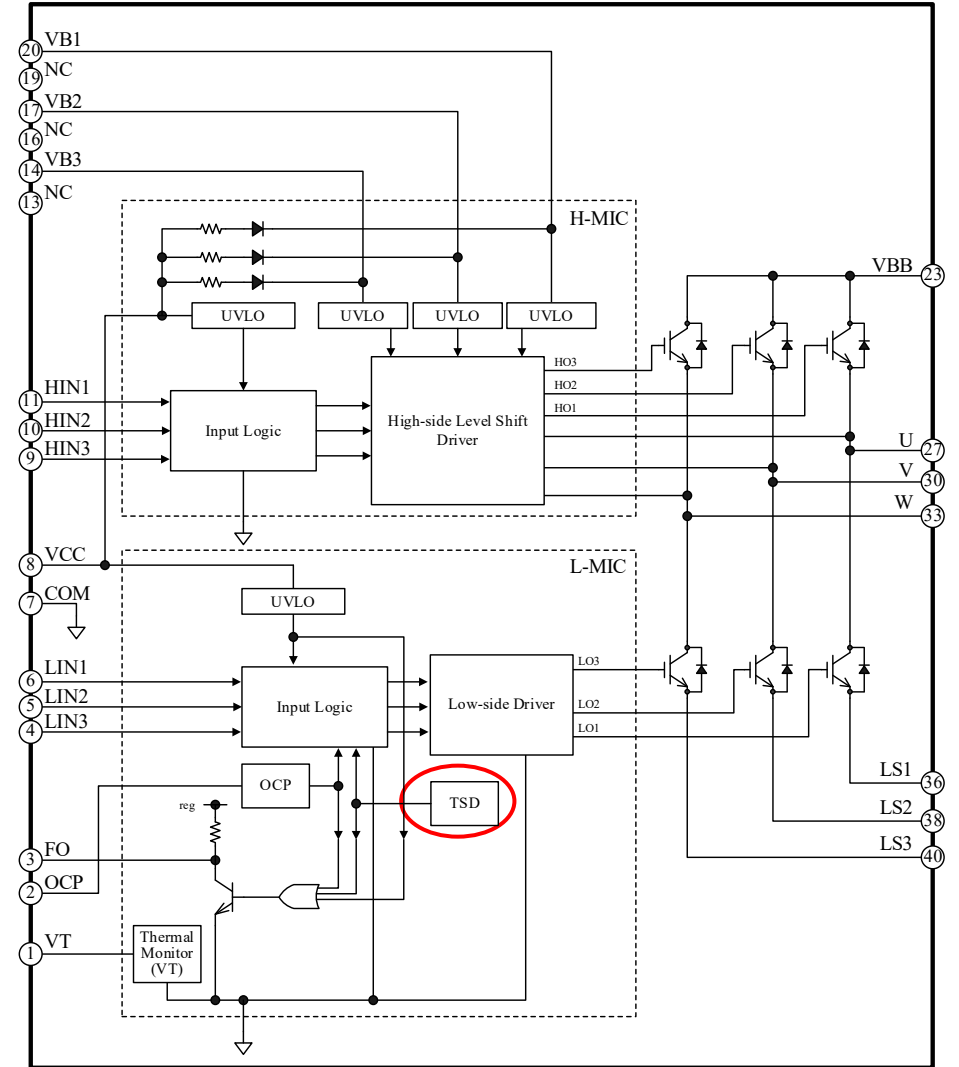 20 VB1
19 NC
17 VB2
16 NC
14 VB3
13 NC
H-MIC
VBB 23
UVLO UVLO UVLO UVLO
HO3
HO2
HO1
11 HIN1
10 HIN2
9 HIN3
Input Logic
High-side Level Shift
Driver
U 27
V 30
W 33
8 VCC
7 COM
L-MIC
UVLO
6 LIN1
5 LIN2
4 LIN3
Input Logic
Low-side Driver
LO3
LO2
LO1
OCP
TSD
reg
LS1 36
LS2 38
LS3 40
3 FO
2 OCP
1 VT
Thermal
Monitor
(VT)